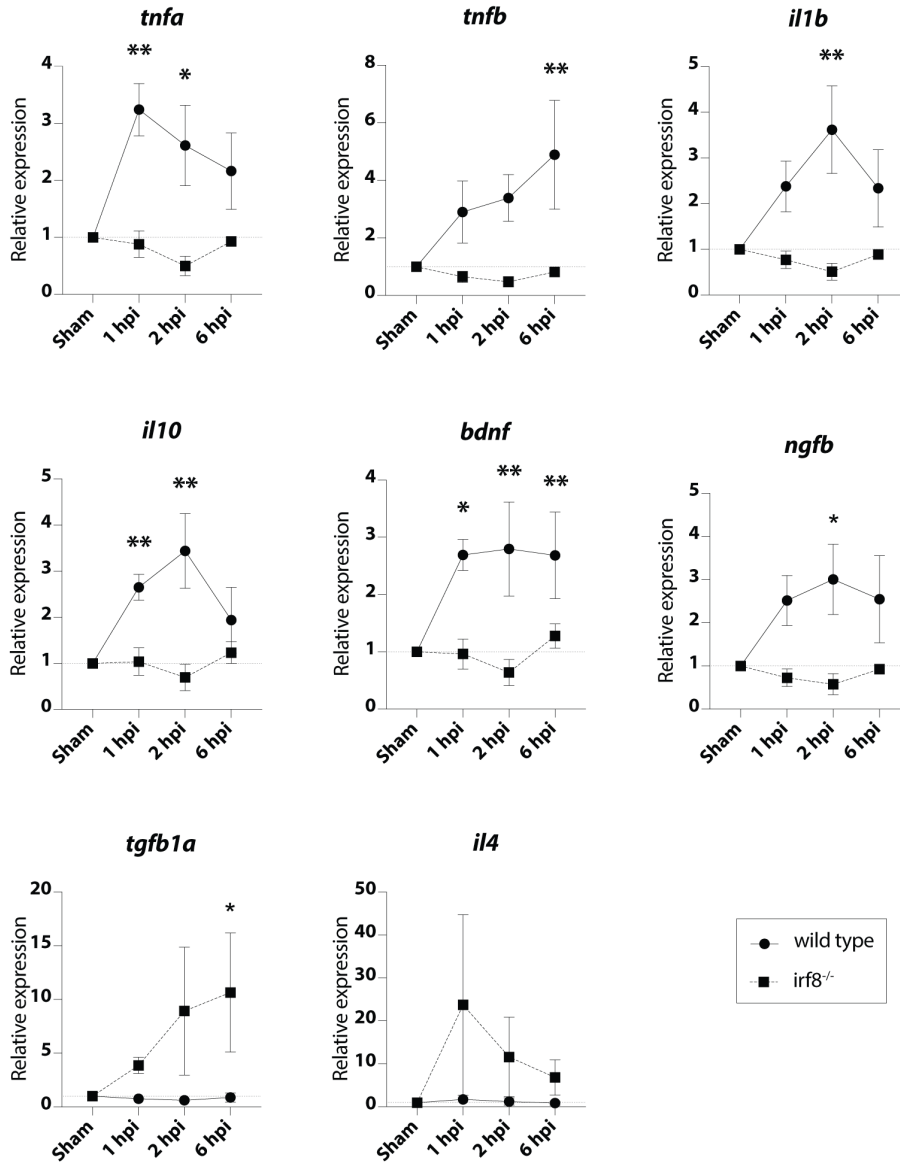 tnfa
**
*
4
3
2
1
0
Relative expression
Sham
1 hpi
2 hpi
6 hpi
tnfb
**
8
6
4
2
0
Relative expression
Sham
1 hpi
2 hpi
6 hpi
il1b
**
5
4
3
2
1
0
Relative expression
Sham
1 hpi
2 hpi
6 hpi
il10
**
**
5
4
3
2
1
0
Relative expression
Sham
1 hpi
2 hpi
6 hpi
bdnf
*
**
**
4
3
2
1
0
Relative expression
Sham
1 hpi
2 hpi
6 hpi
ngfb
*
5
4
3
2
1
0
Relative expression
Sham
1 hpi
2 hpi
6 hpi
tgfb1a
*
20
15
10
5
1
0
Relative expression
Sham
1 hpi
2 hpi
6 hpi
il4
50
40
30
20
10
1
0
Relative expression
Sham
1 hpi
2 hpi
6 hpi
wild type
irf8-/-